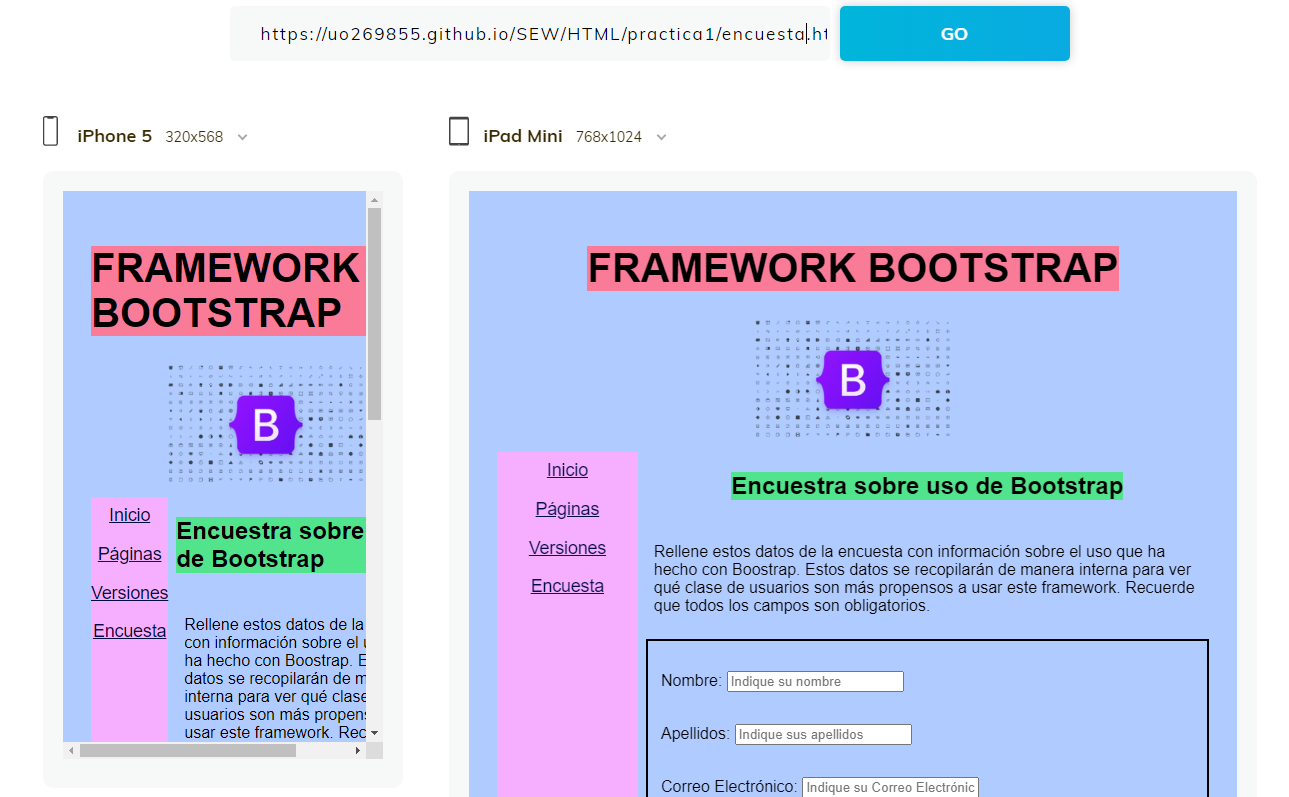 https://uo269855.github.io/SEW/HTML/practica1/encuesta.ht
GO
iPhone 5 320x568
iPad Mini 768x1024
FRAMEWORK
BOOTSTRAP
B
Inicio
Páginas
Versiones
Encuesta
Encuestra sobre
de Bootstrap
Rellene estos datos de la
con información sobre el u
ha hecho con Boostrap. E
datos se recopilarán de m
interna para ver qué clase
usuarios son más propens
usar este framework. Rec
FRAMEWORK BOOTSTRAP
B
Inicio
Páginas
Versiones
Encuesta
Encuestra sobre uso de Bootstrap
Rellene estos datos de la encuesta con información sobre el uso que ha
hecho con Boostrap. Estos datos se recopilarán de manera interna para ver
qué clase de usuarios son más propensos a usar este framework. Recuerde
que todos los campos son obligatorios.
Nombre: Indique su nombre
Apellidos: Indique sus apellidos
Correo Electrónico: Indique su Correo Electrónic